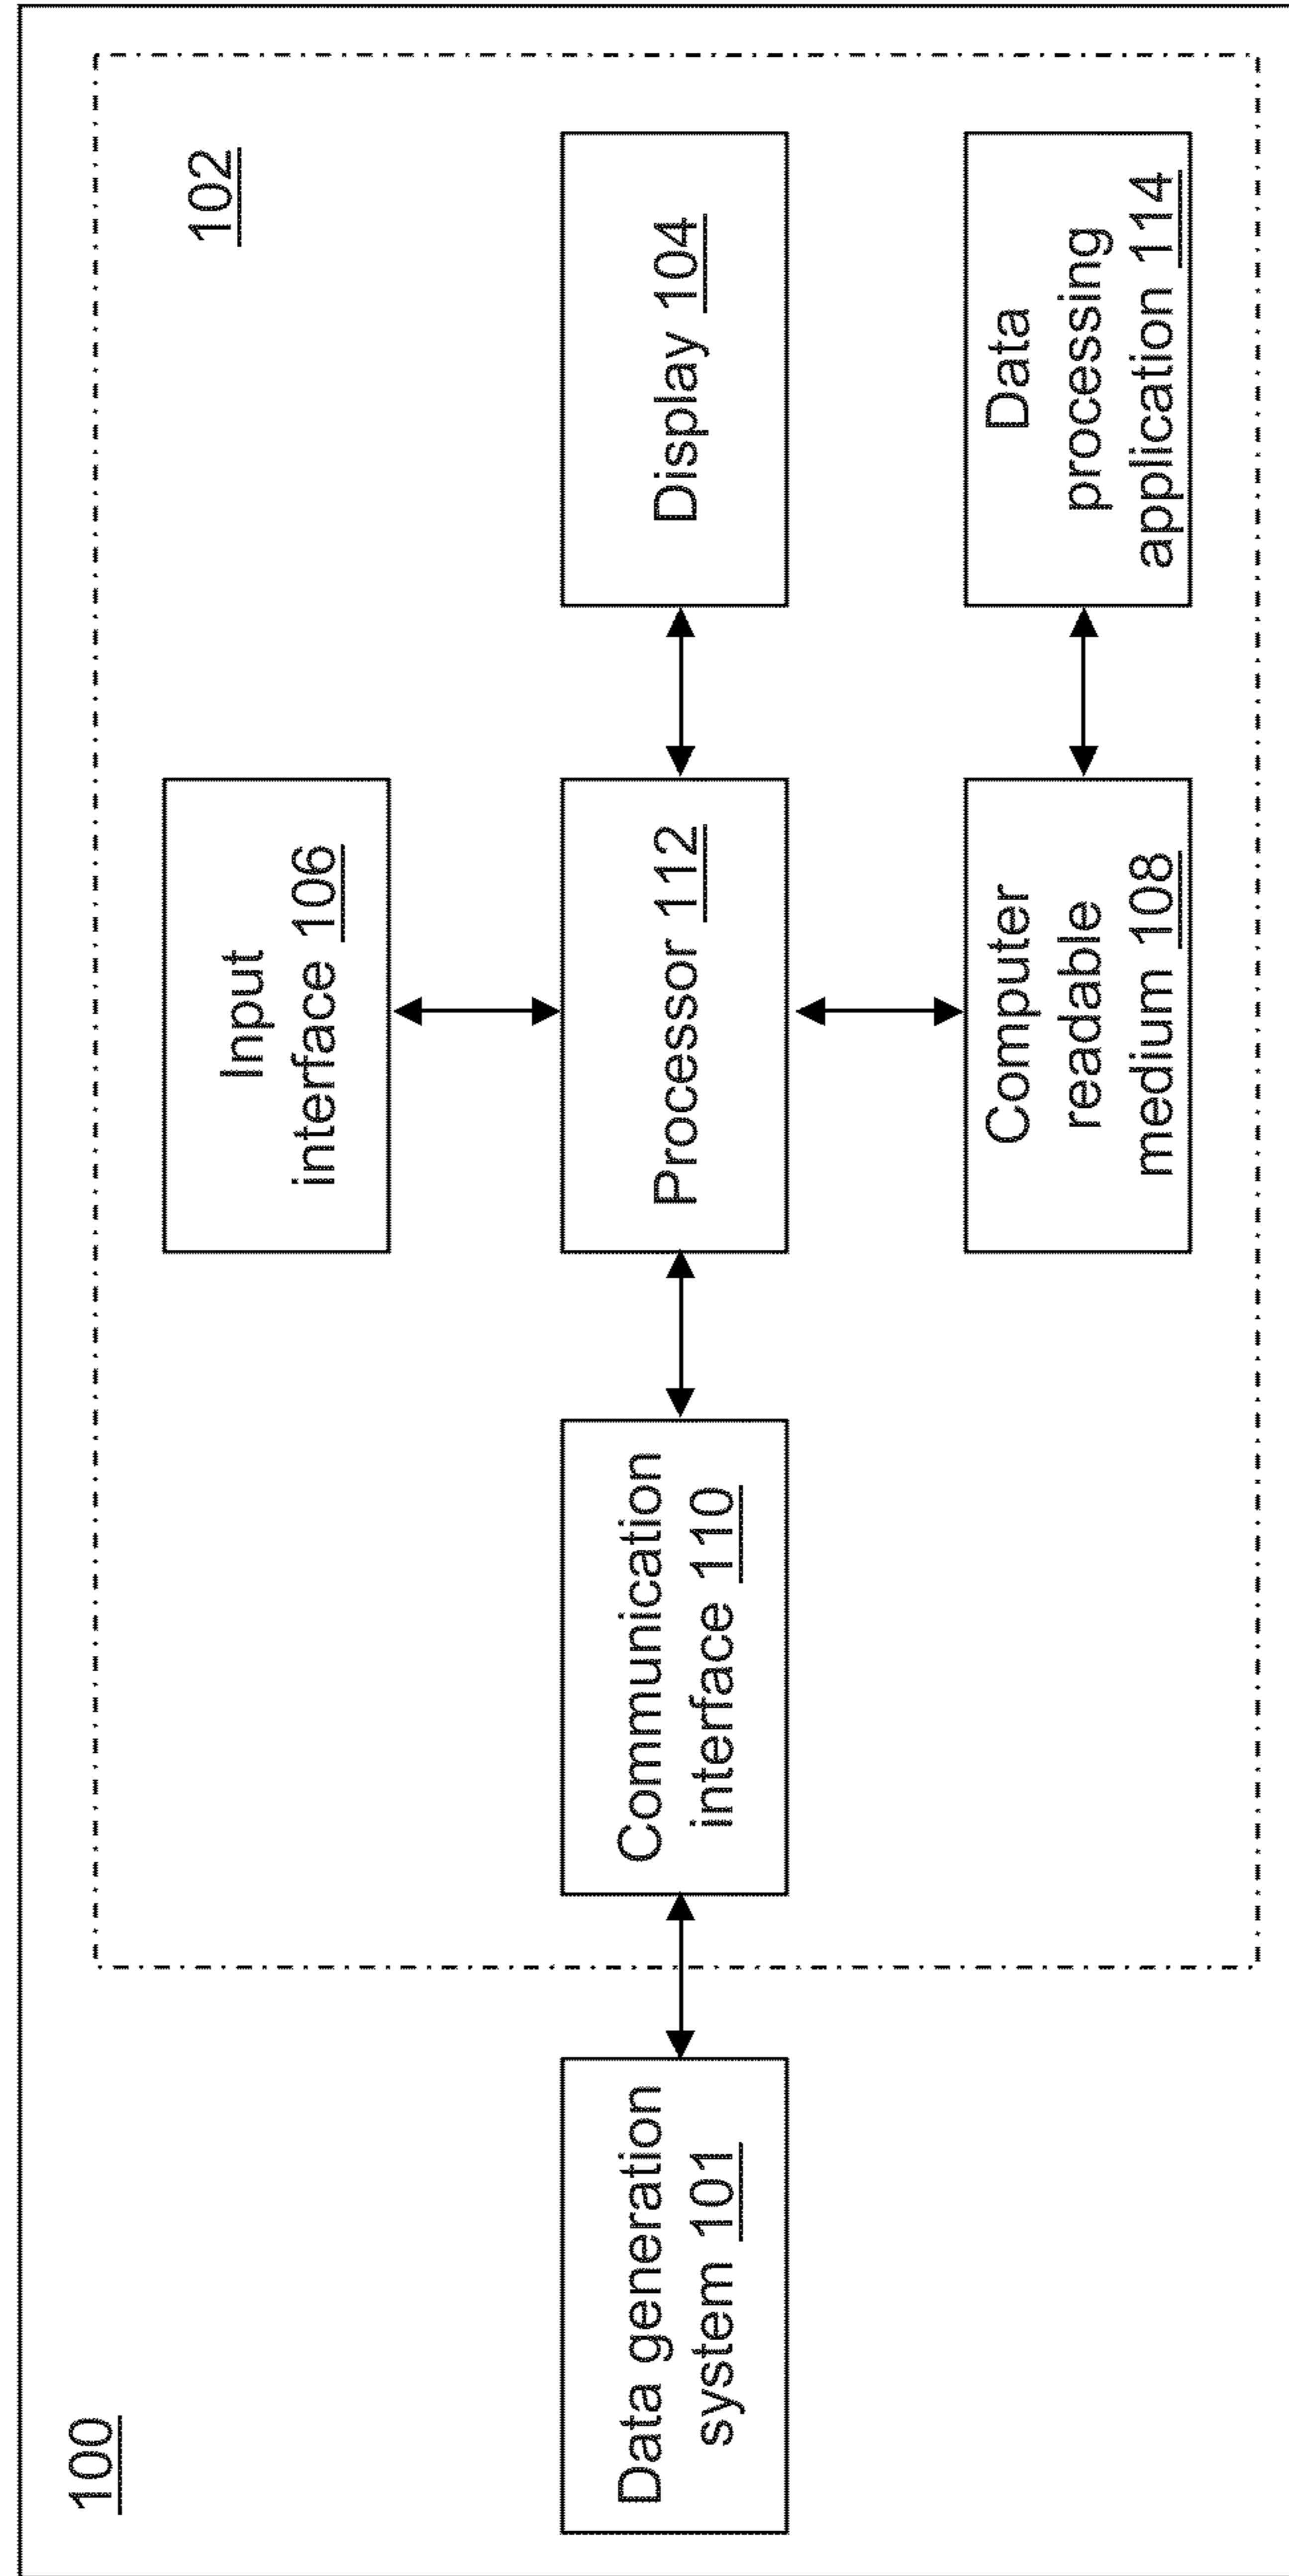 100
102
Input
interface 106
Data generation
system 101
Communication
interface 110
Processor 112
Display 104
Computer
readable
medium 108
Data
processing
application 114